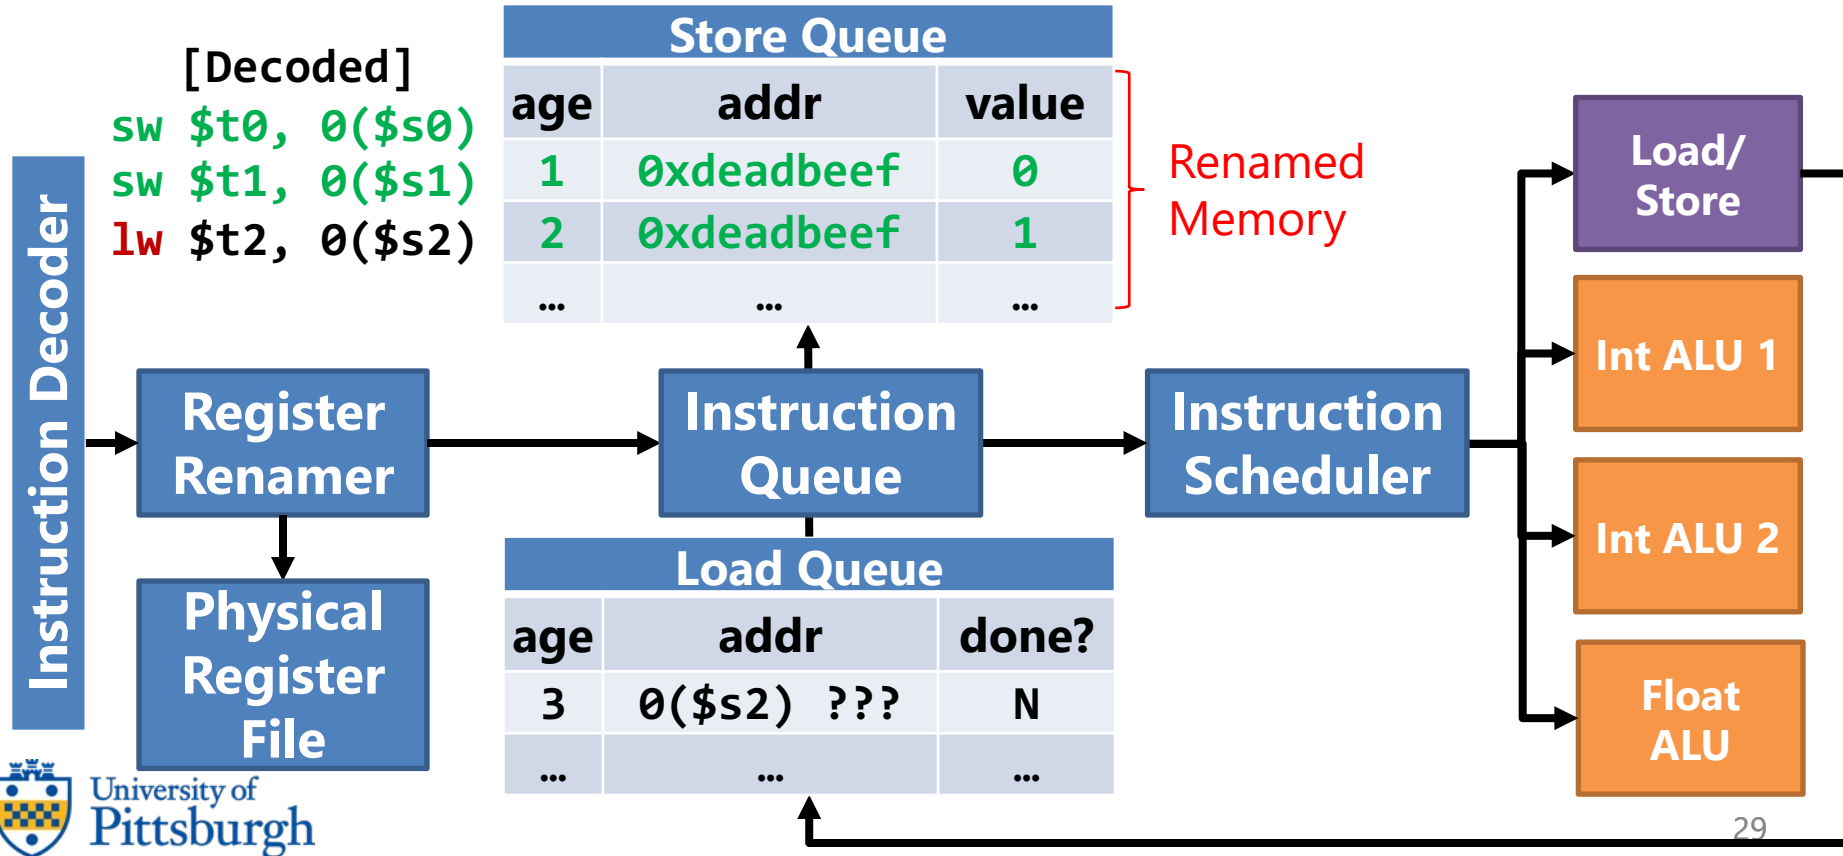 [Decoded]
sw $t0, 0($s0)
sw $t1, 0($s1)
lw $t2, 0($s2)
Store Queue
age addr value
1 0xdeadbeef 0
2 0xdeadbeef 1
... ... ...
Renamed
Memory
Instruction Decoder
Register
Renamer
Physical
Register
File
Instruction
Queue
Load Queue
age addr done?
3 0($s2) ??? N
... ... ...
Instruction
Scheduler
Load/
Store
Int ALU 1
Int ALU 2
Float
ALU
University of
Pittsburgh
29